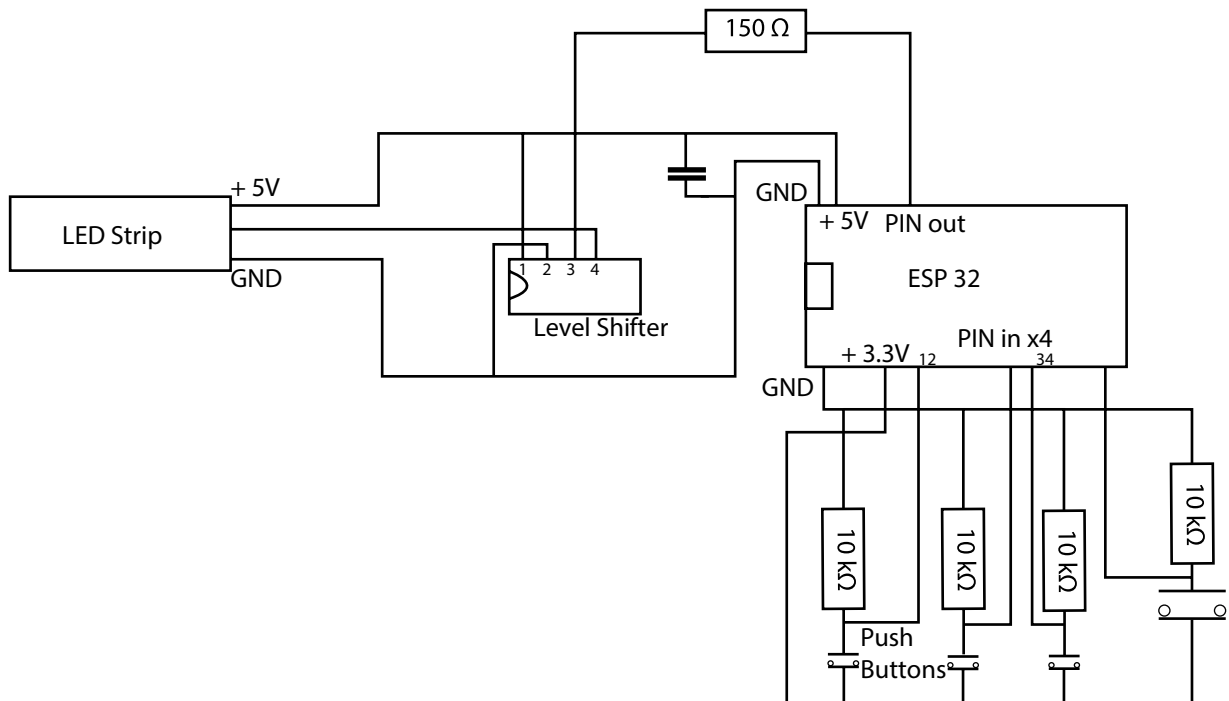 150 Ω
+ 5V
LED Strip
GND
1 2 3 4
Level Shifter
GND
+ 5V
PIN out
ESP 32
PIN in x4
+ 3.3V
12
34
GND
10 kΩ
10 kΩ
10 kΩ
10 kΩ
Push
Buttons